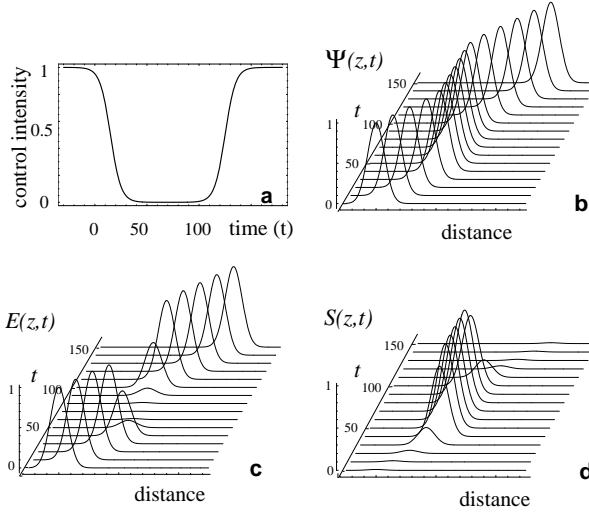 1
0.5
0
control intensity
0 50 100 time (t)
a
Ψ(z,t)
t
150
100
50
1
0
distance
b
E(z,t)
t
150
100
50
1
0
distance
c
S(z,t)
t
150
100
50
1
0
distance
d